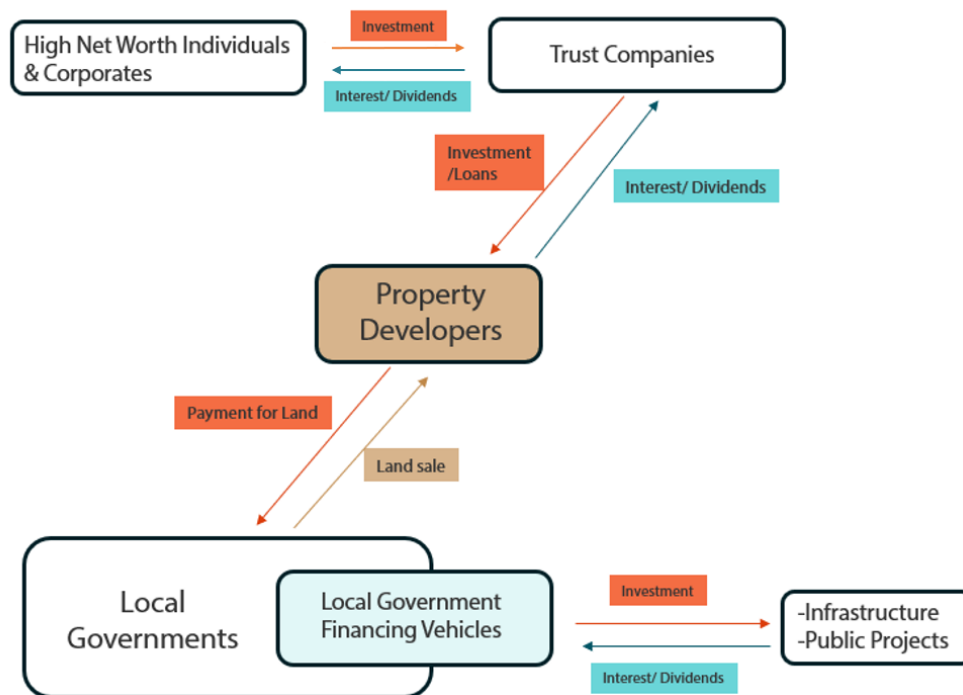 High Net Worth Individuals
& Corporates
Investment
Interest/ Dividends
Trust Companies
Investment
/Loans
Interest/ Dividends
Property
Developers
Payment for Land
Land sale
Local
Governments
Local Government
Financing Vehicles
Investment
Interest/ Dividends
-Infrastructure
-Public Projects